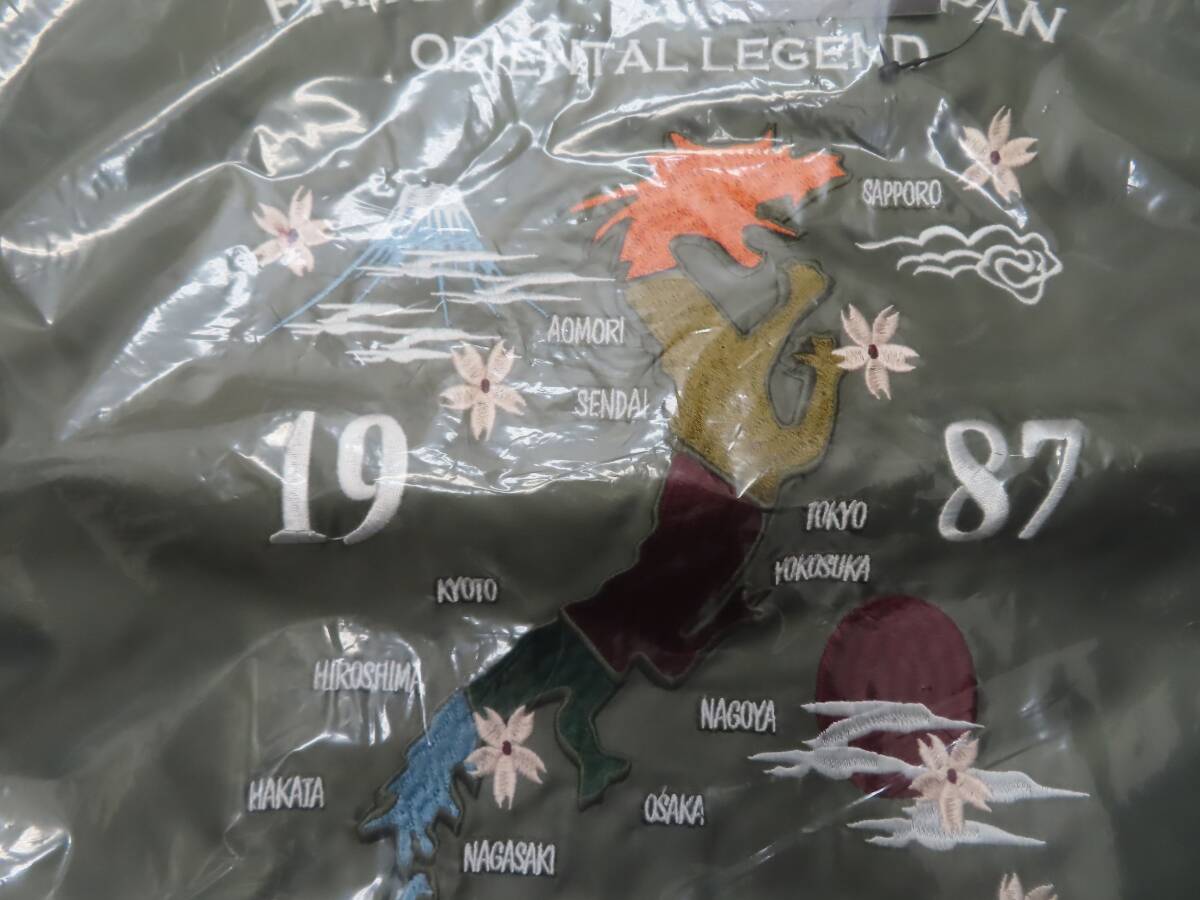 ORIENTAL LEGEND
SAPPORO
AOMORI
SENDAI
19 87
TOKYO
YOKOSUKA
KYOTO
HIROSHIMA
NAGOYA
HAKATA
OSAKA
NAGASAKI